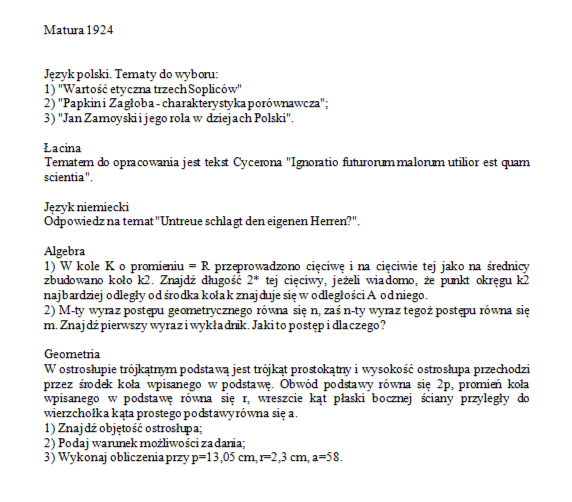 Matura 1924
Język polski. Tematy do wyboru:
1) "Wartość etyczna trzech Sopliców"
2) "Papkin i Zagłoba - charakterystyka porównawcza";
3) "Jan Zamoyski i jego rola w dziejach Polski".
Łacina
Tematem do opracowania jest tekst Cycerona "Ignoratio futurorum malorum utilior est quam
scientia".
Język niemiecki
Odpowiedz na temat "Untreue schlagt den eigenen Herren?".
Algebra
1) W kole K o promieniu = R przeprowadzono cięciwę i na cięciwie tej jako na średnicy
zbudowano koło k2. Znajdź długość 2* tej cięciwy, jeżeli wiadomo, że punkt okręgu k2
najbardziej odległy od środka koła k znajduje się w odległości A od niego.
2) M-ty wyraz postępu geometrycznego równa się n, zaś n-ty wyraz tegoż postępu równa się
m. Znajdź pierwszy wyraz i wykładnik. Jaki to postęp i dlaczego?
Geometria
W ostrosłupie trójkątnym podstawą jest trójkąt prostokątny i wysokość ostrosłupa przechodzi
przez środek koła wpisanego w podstawę. Obwód podstawy równa się 2p, promień koła
wpisanego w podstawę równa się r, wreszcie kąt płaski bocznej ściany przyległy do
wierzchołka kąta prostego podstawy równa się a.
1) Znajdź objętość ostrosłupa;
2) Podaj warunek możliwości zadania;
3) Wykonaj obliczenia przy p=13,05 cm, r=2,3 cm, a=58.